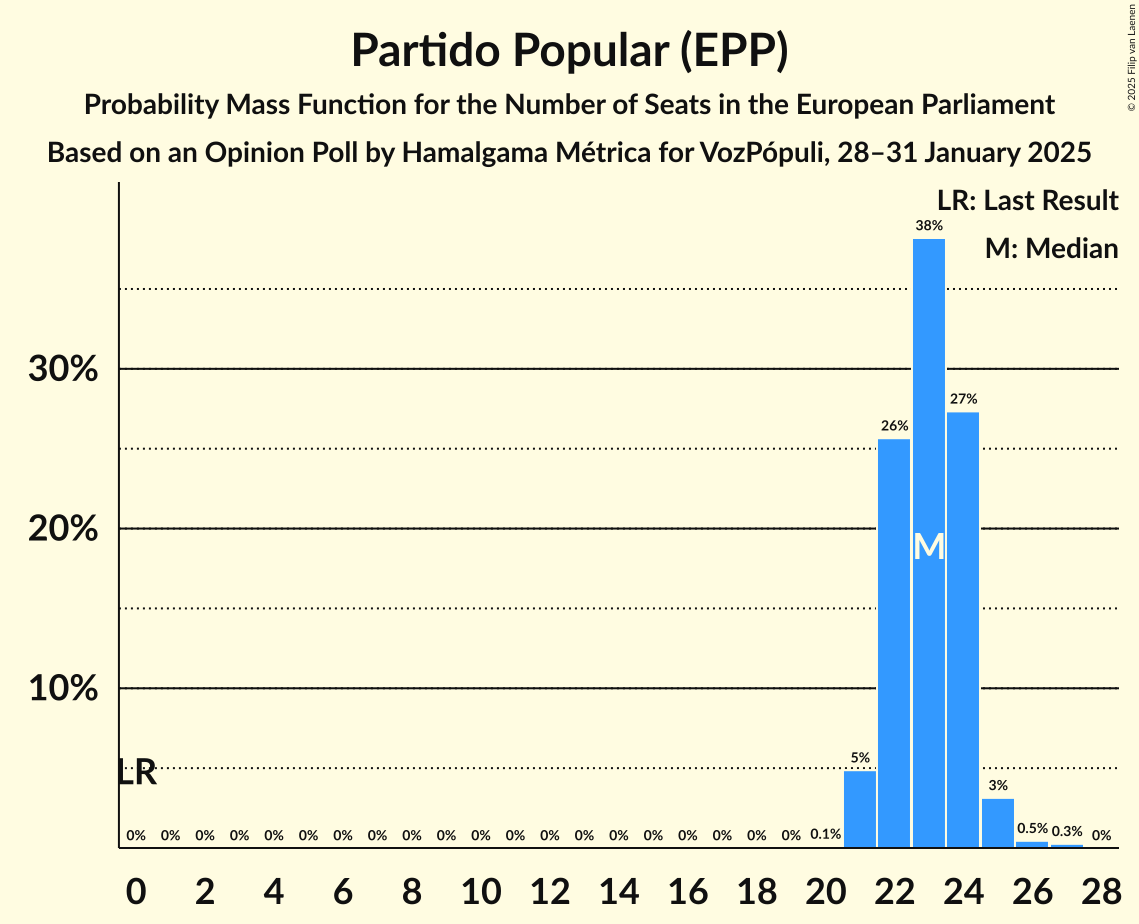 Partido Popular (EPP)
Probability Mass Function for the Number of Seats in the European Parliament
Based on an Opinion Poll by Hamalgama Métrica for VozPópuli, 28–31 January 2025
© 2025 Filip van Laenen
LR: Last Result
M: Median
30%
20%
10%
LR
M
0% 0% 0% 0% 0% 0% 0% 0% 0% 0% 0% 0% 0% 0% 0% 0% 0% 0% 0% 0% 0.1% 5% 26% 38% 27% 3% 0.5% 0.3% 0%
0 2 4 6 8 10 12 14 16 18 20 22 24 26 28